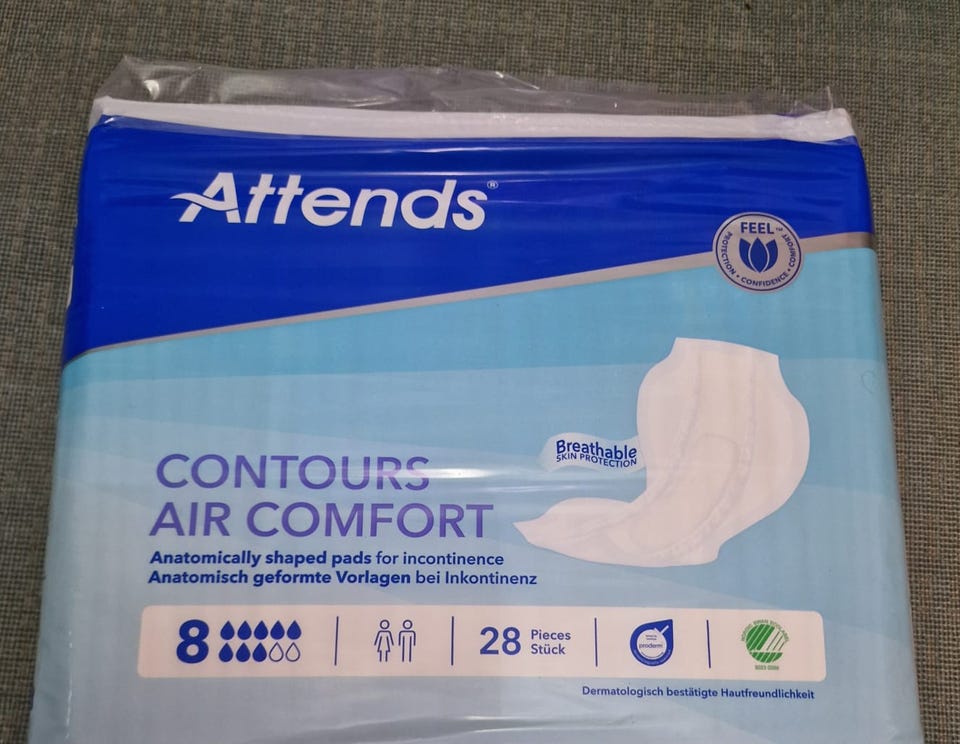 Attends®
FEEL
PROTECTION • CONFIDENCE • COMFORT
Breathable
SKIN PROTECTION
CONTOURS
AIR COMFORT
Anatomically shaped pads for incontinence
Anatomisch geformte Vorlagen bei Inkontinenz
8
28 Pieces
Stück
proderm
Dermatologisch bestätigte Hautfreundlichkeit